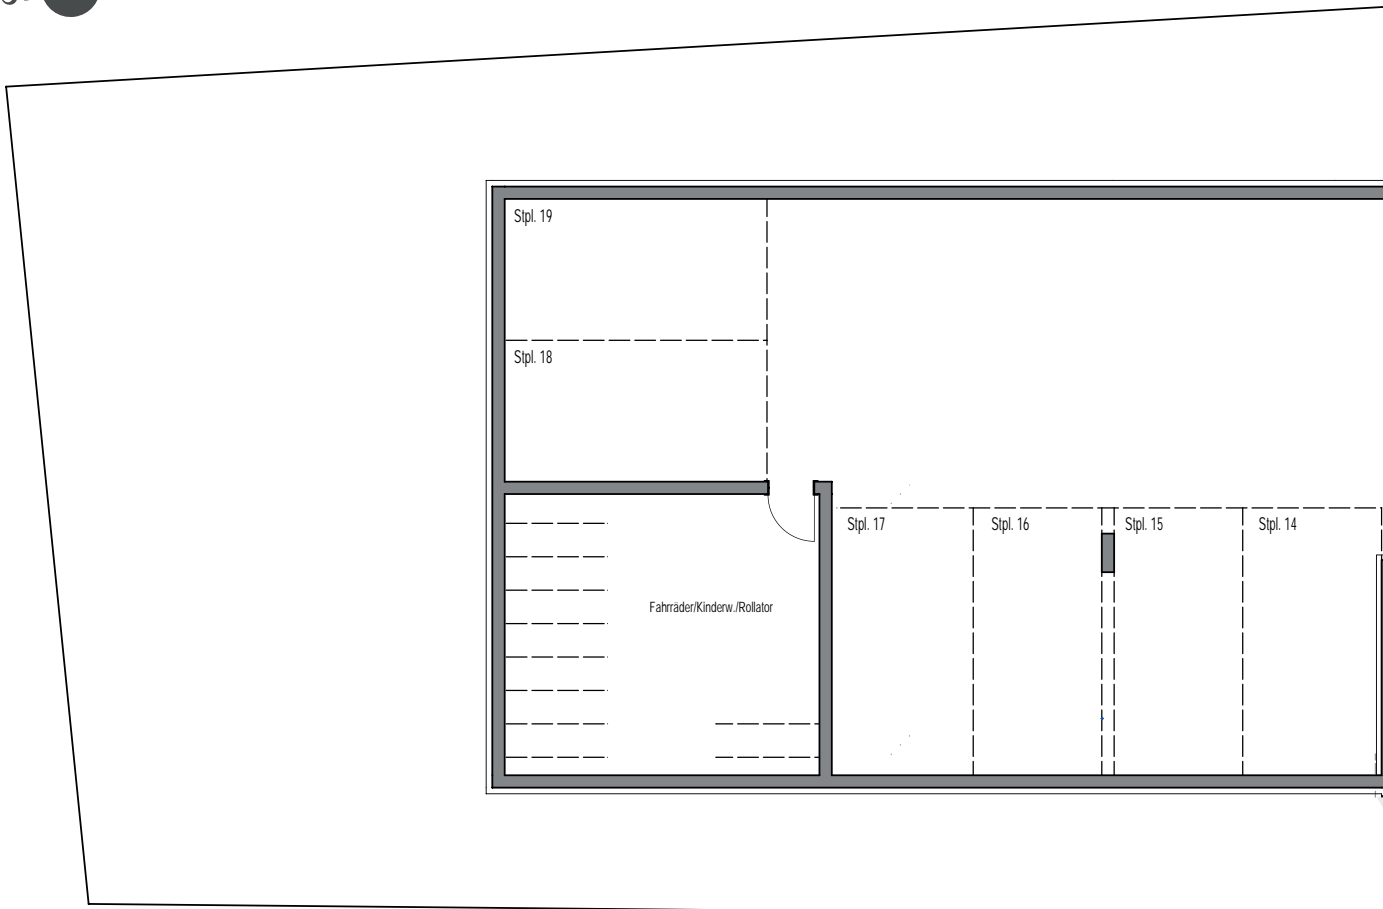 Stpl. 19
Stpl. 18
Stpl. 17
Stpl. 16
Stpl. 15
Stpl. 14
Fahrräder/Kinderw./Rollator